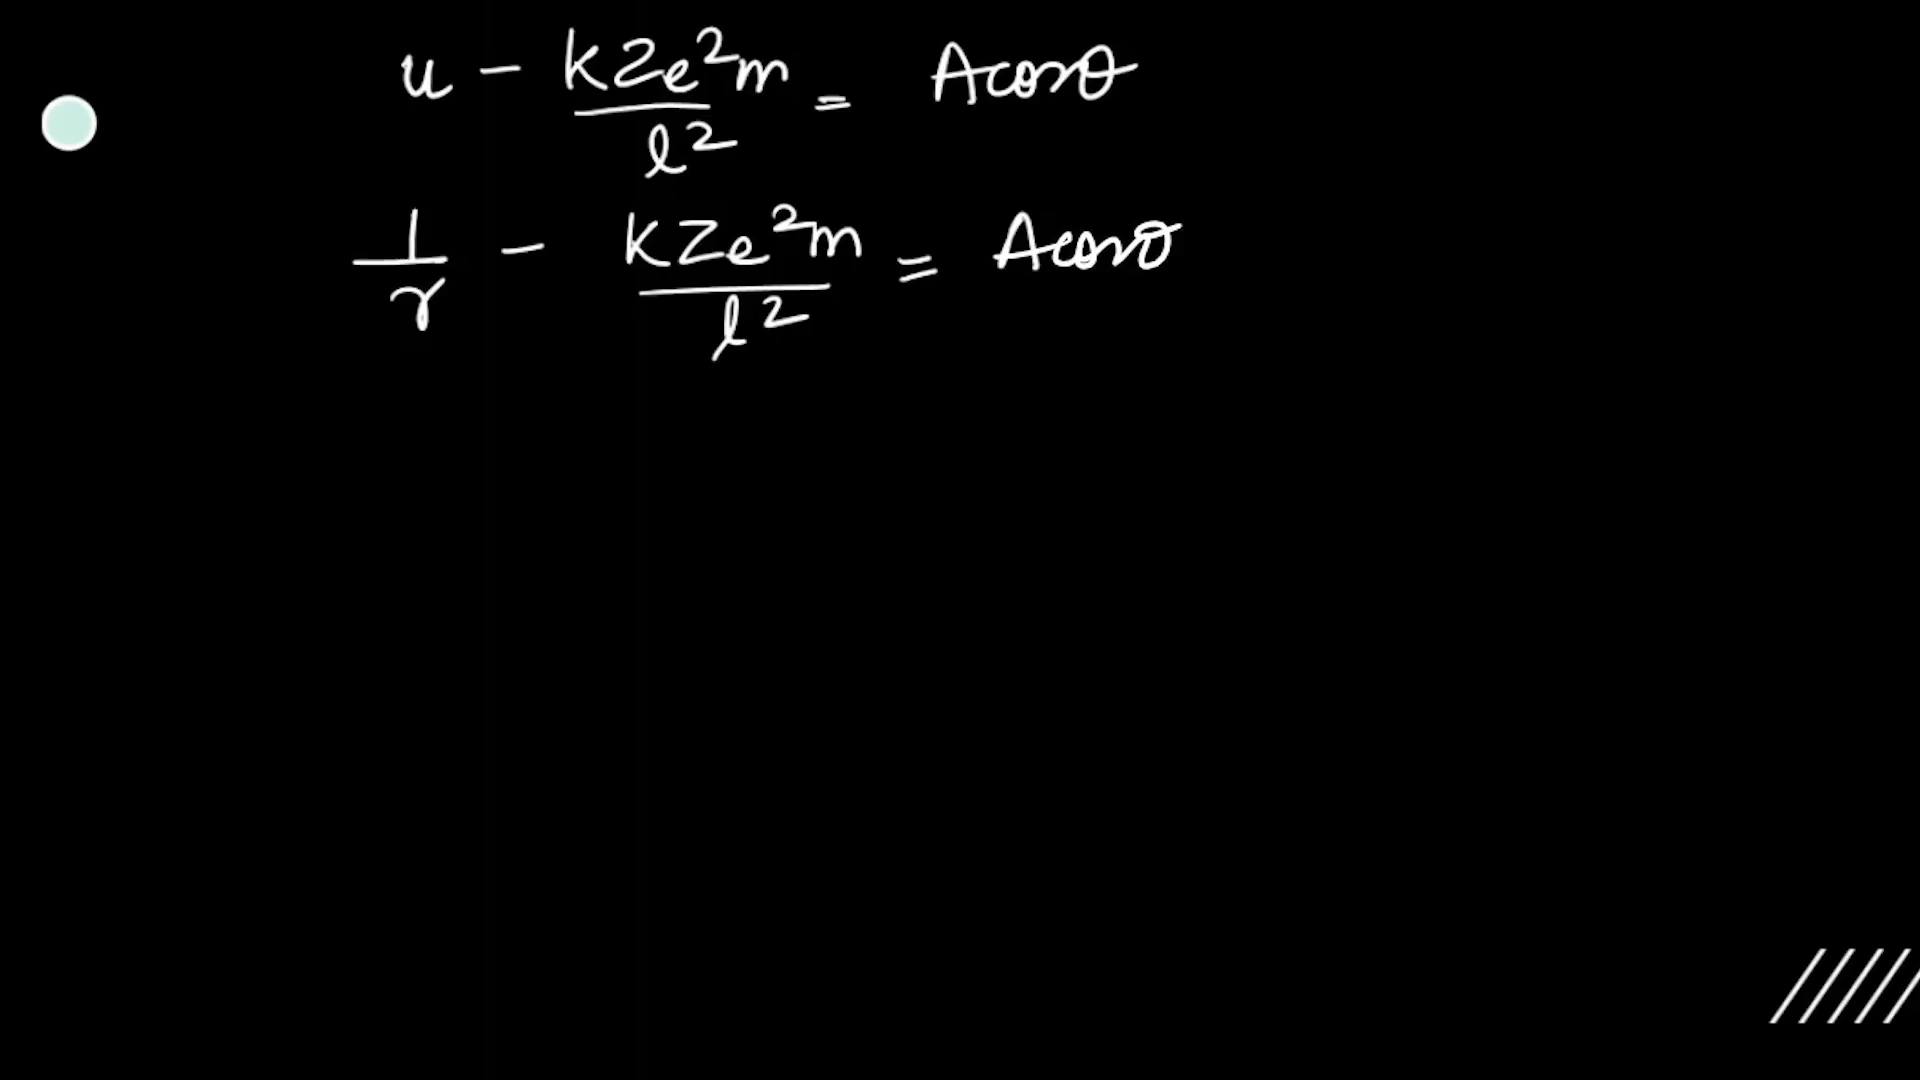 u - kZe²m/l² = Acosθ
1/r - kZe²m/l² = Acosθ